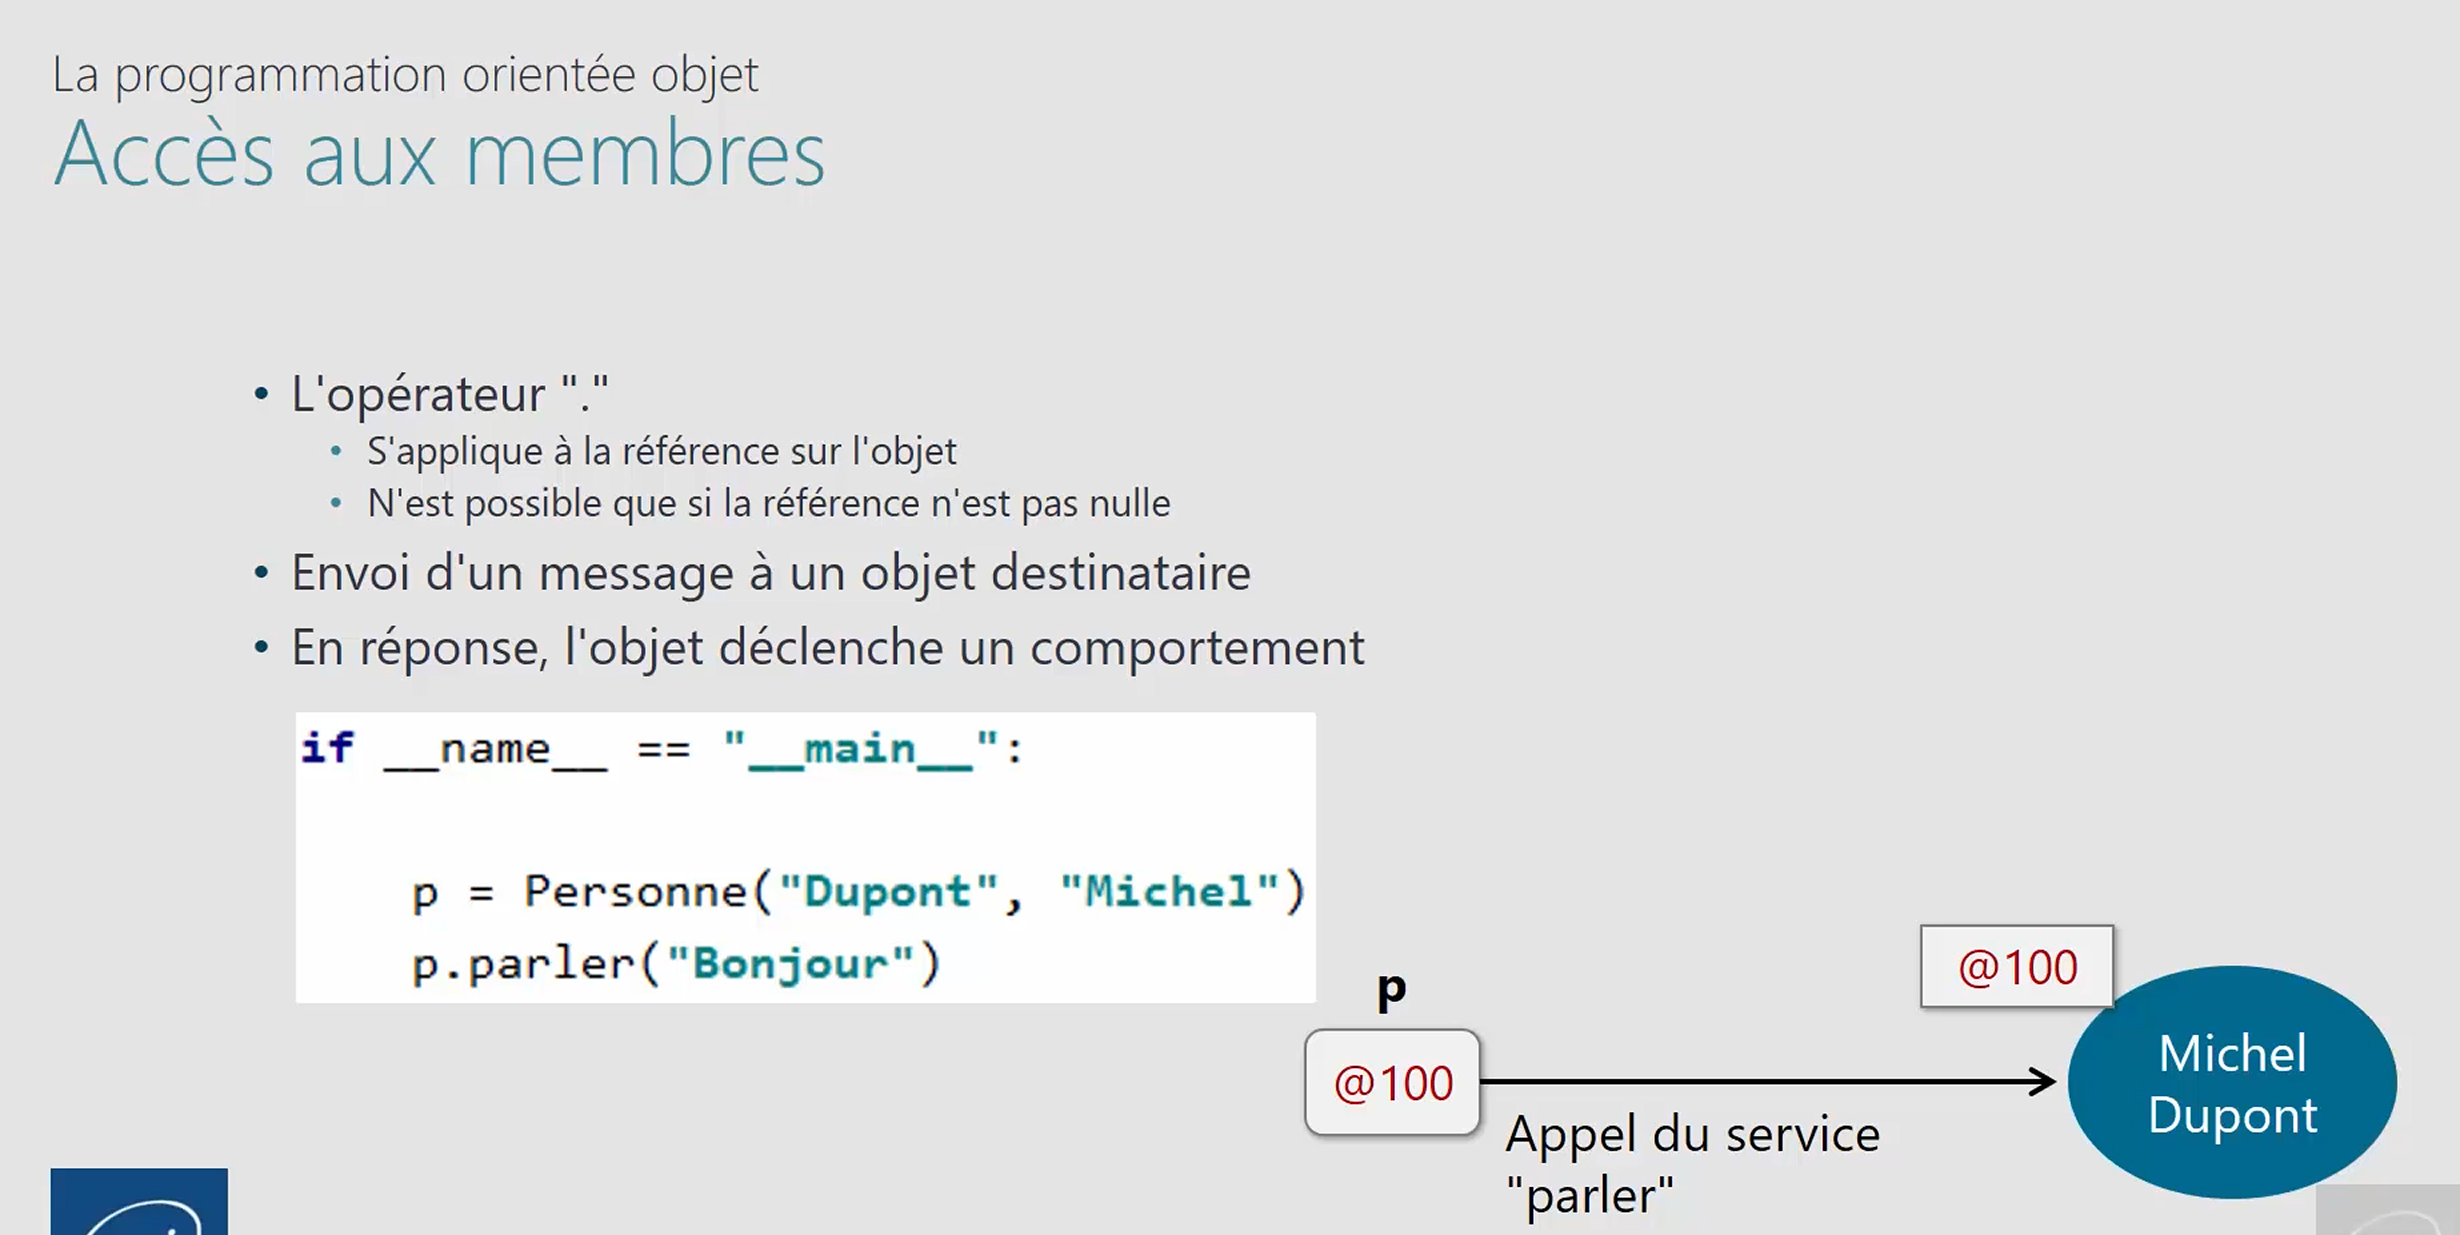 La programmation orientée objet
Accès aux membres
• L'opérateur "."
• S'applique à la référence sur l'objet
• N'est possible que si la référence n'est pas nulle
• Envoi d'un message à un objet destinataire
• En réponse, l'objet déclenche un comportement
if __name__ == "__main__":
p = Personne("Dupont", "Michel")
p.parler("Bonjour")
p
@100
Appel du service
"parler"
@100
Michel
Dupont